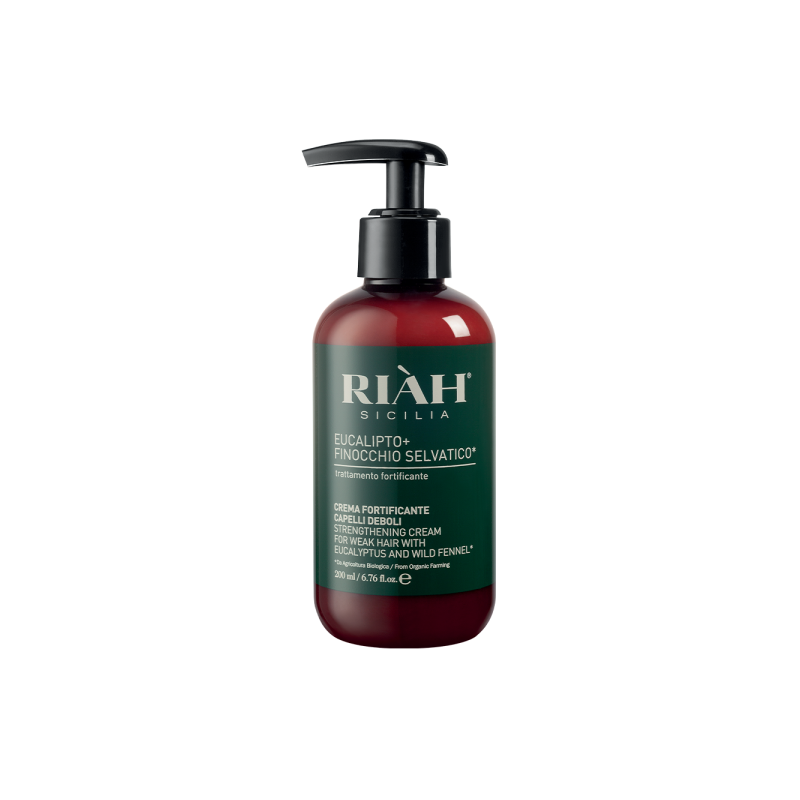 RIÀH®
SICILIA
EUCALIPTO+
FINOCCHIO SELVATICO*
trattamento fortificante
CREMA FORTIFICANTE
CAPELLI DEBOLI
STRENGTHENING CREAM
FOR WEAK HAIR WITH
EUCALYPTUS AND WILD FENNEL*
*Da Agricoltura Biologica / From Organic Farming
200 ml / 6.76 fl.oz. ℮